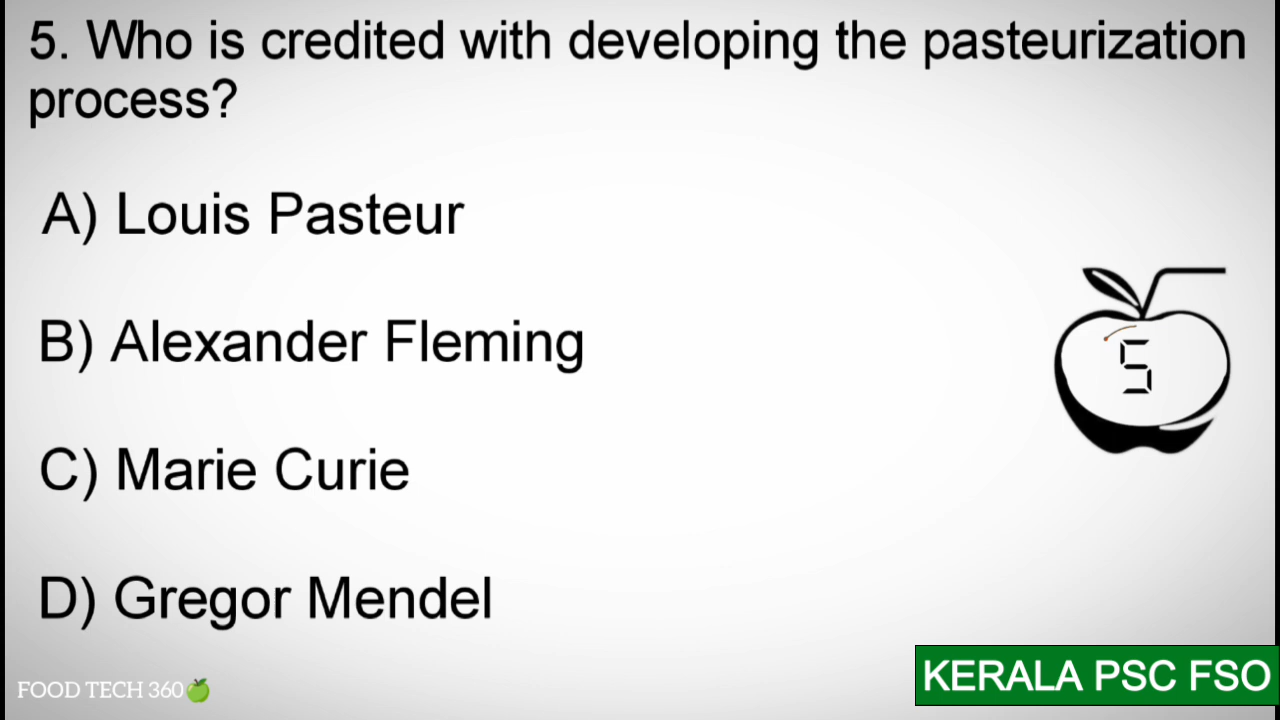 5. Who is credited with developing the pasteurization
process?
A) Louis Pasteur
B) Alexander Fleming
5
C) Marie Curie
D) Gregor Mendel
FOOD TECH 360
KERALA PSC FSO